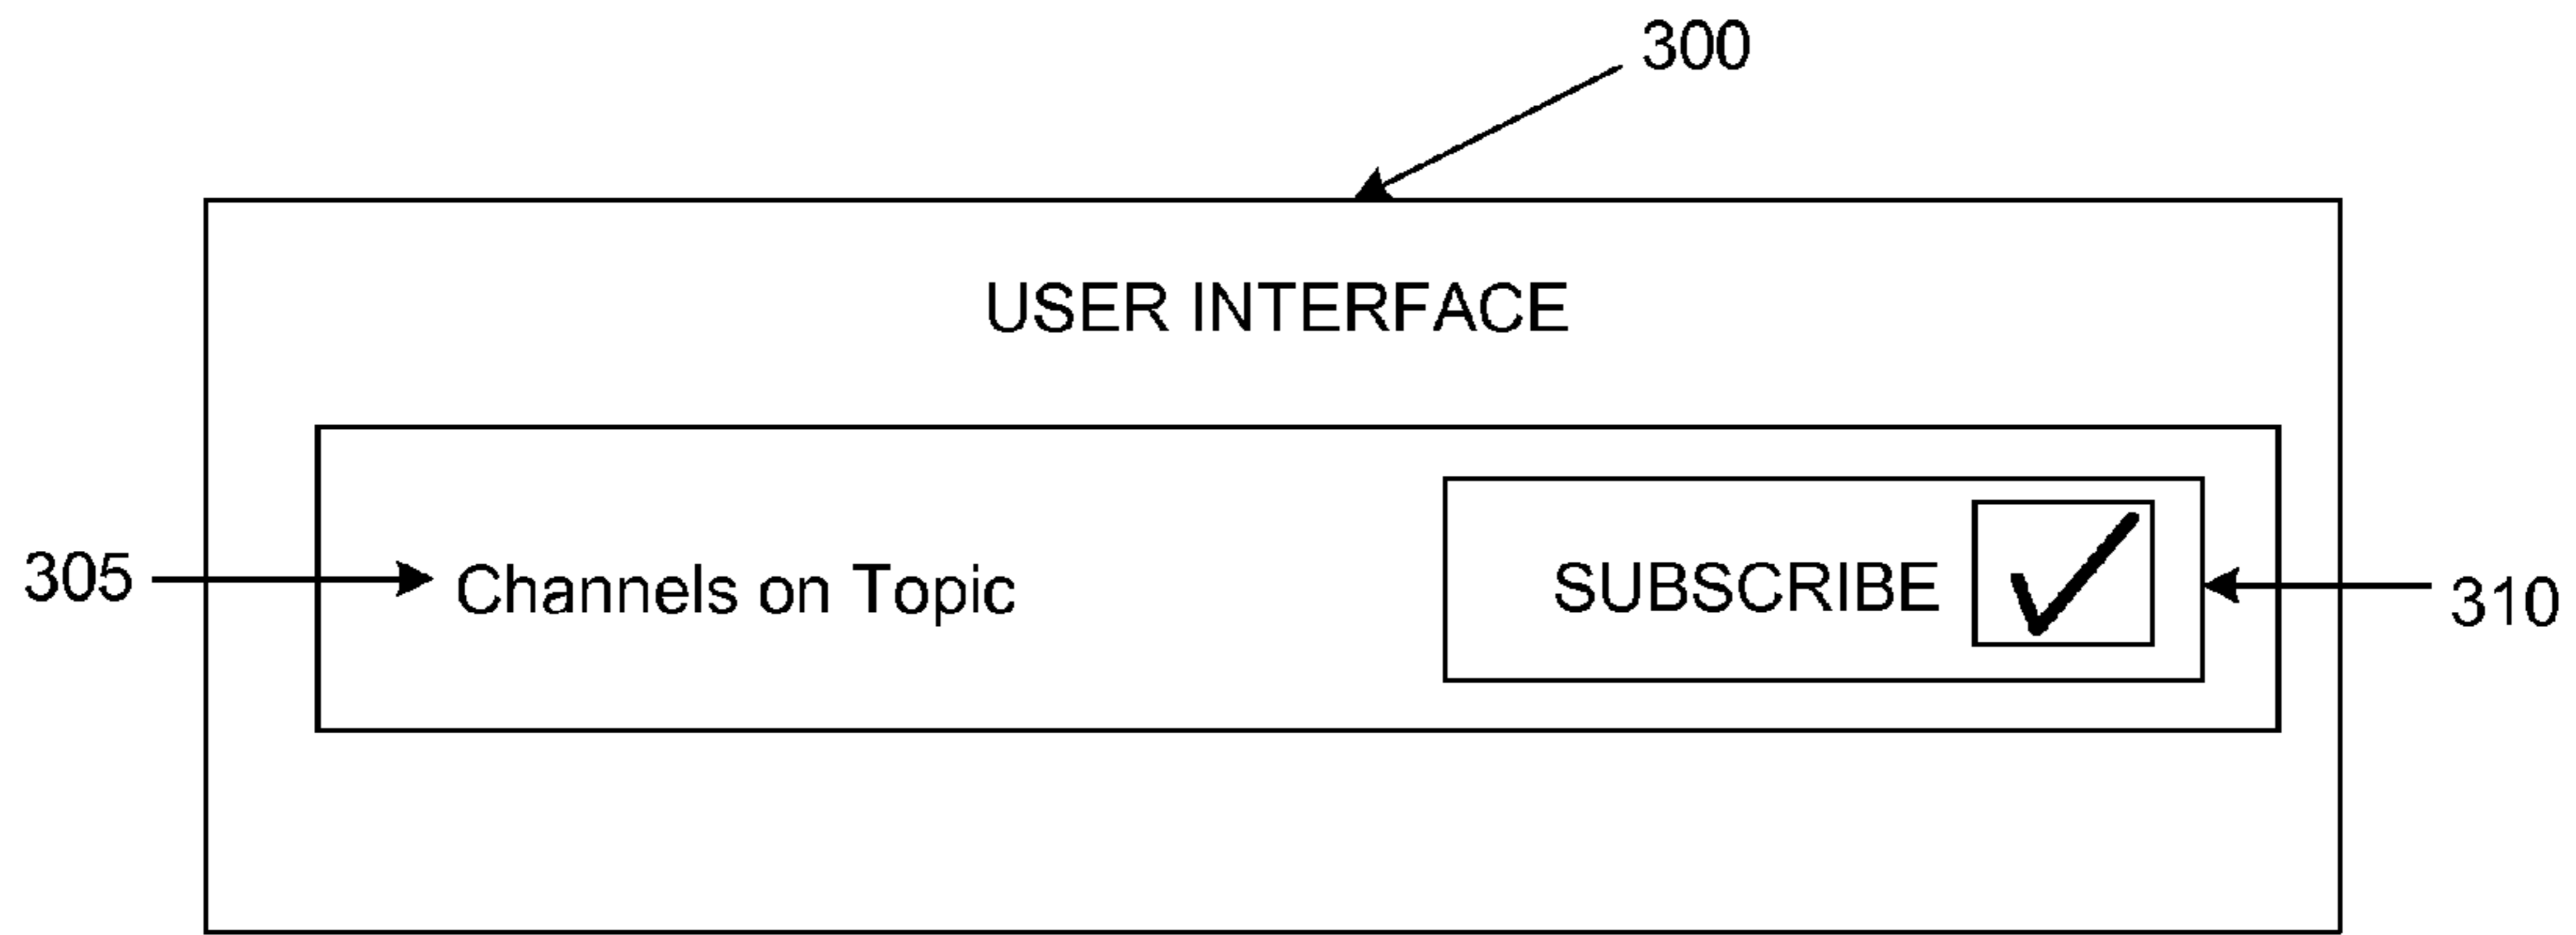 300
USER INTERFACE
305
Channels on Topic
SUBSCRIBE
310